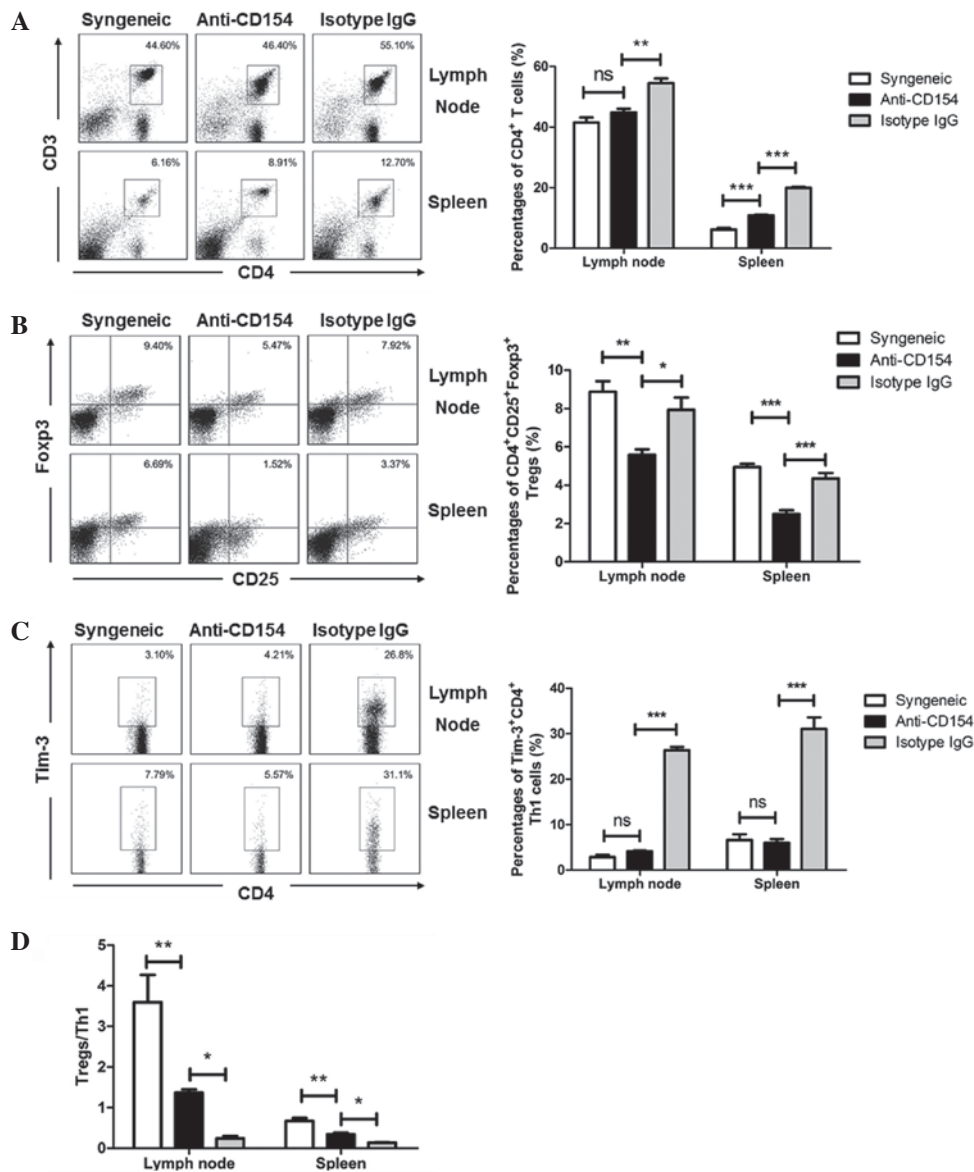 A
Syngeneic Anti-CD154 Isotype IgG
44.60% 46.40% 55.10%
Lymph
Node
6.16% 8.91% 12.70%
Spleen
CD3
CD4
Percentages of CD4+ T cells (%)
60
40
20
0
ns ** *** ***
Lymph node Spleen
Syngeneic
Anti-CD154
Isotype IgG
B
Syngeneic Anti-CD154 Isotype IgG
9.40% 5.47% 7.92%
Lymph
Node
6.69% 1.52% 3.37%
Spleen
Foxp3
CD25
Percentages of CD4+CD25+Foxp3+
Tregs (%)
10
8
6
4
2
0
** * *** ***
Lymph node Spleen
Syngeneic
Anti-CD154
Isotype IgG
C
Syngeneic Anti-CD154 Isotype IgG
3.10% 4.21% 26.8%
Lymph
Node
7.79% 5.57% 31.1%
Spleen
Tim-3
CD4
Percentages of Tim-3+CD4+
Th1 cells (%)
40
30
20
10
0
ns *** ns ***
Lymph node Spleen
Syngeneic
Anti-CD154
Isotype IgG
D
Tregs/Th1
5
4
3
2
1
0
** * ** *
Lymph node Spleen